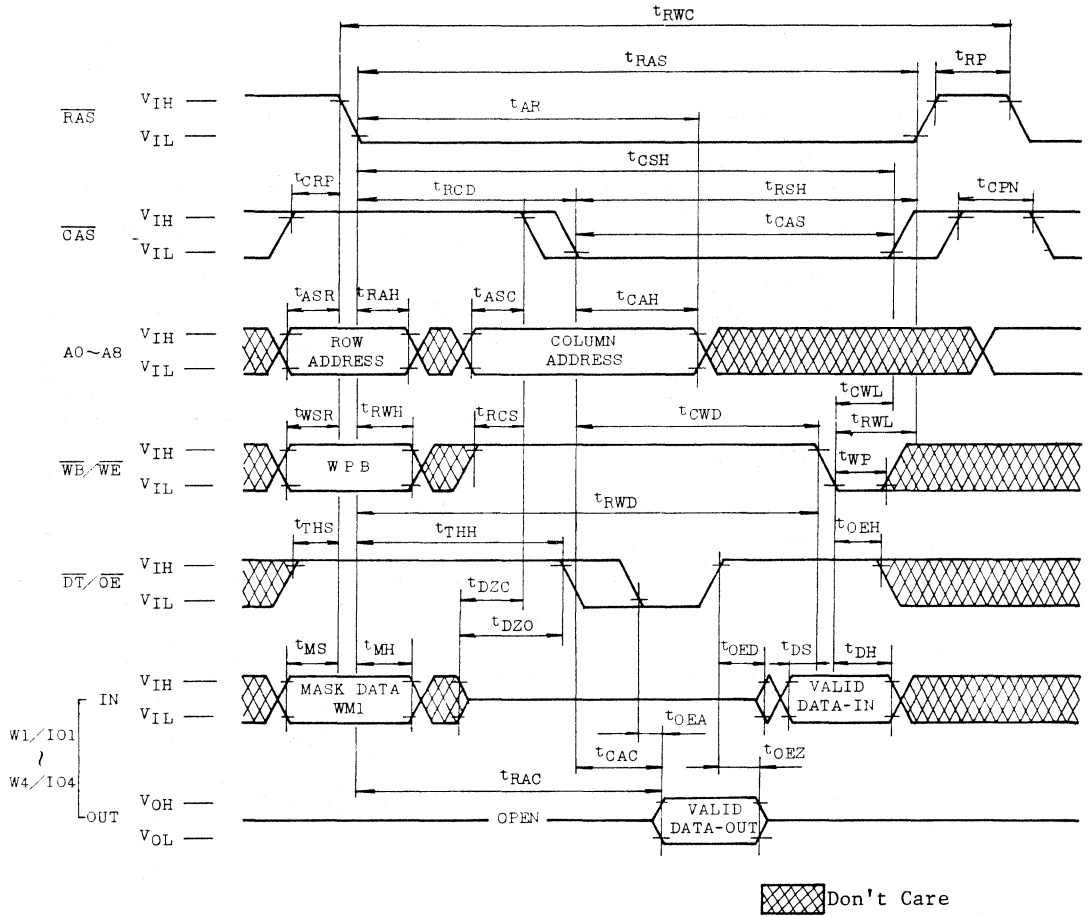 tRWC
tRAS
tRP
tAR
RAS
VIH
VIL
tCSH
tCRP
tRCD
tRSH
tCPN
tCAS
CAS
VIH
VIL
tASR
tRAH
tASC
tCAH
A0~A8
VIH
VIL
ROW
ADDRESS
COLUMN
ADDRESS
tCWL
tRWL
tWSR
tRWH
tRCS
tCWD
tWP
WB/WE
VIH
VIL
WPB
tRWD
tTHS
tTHH
tOEH
DT/OE
VIH
VIL
tDZC
tDZO
tMS
tMH
tOED
tDS
tDH
IN
VIH
VIL
MASK DATA
WM1
VALID
DATA-IN
W1/IO1
~
W4/IO4
tOEA
tCAC
tOEZ
tRAC
OUT
VOH
VOL
OPEN
VALID
DATA-OUT
Don't Care